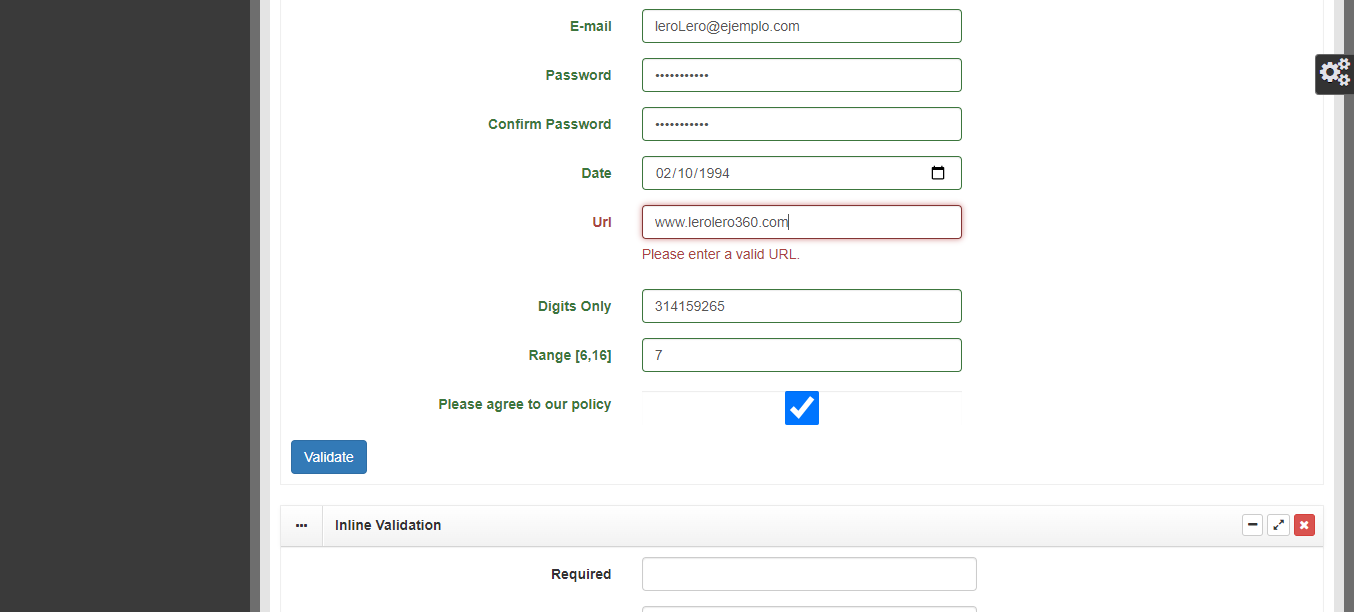 E-mail leroLero@ejemplo.com
Password •••••••••••
Confirm Password •••••••••••
Date 02/10/1994
Url www.lerolero360.com
Please enter a valid URL.
Digits Only 314159265
Range [6,16] 7
Please agree to our policy
Validate
Inline Validation
Required